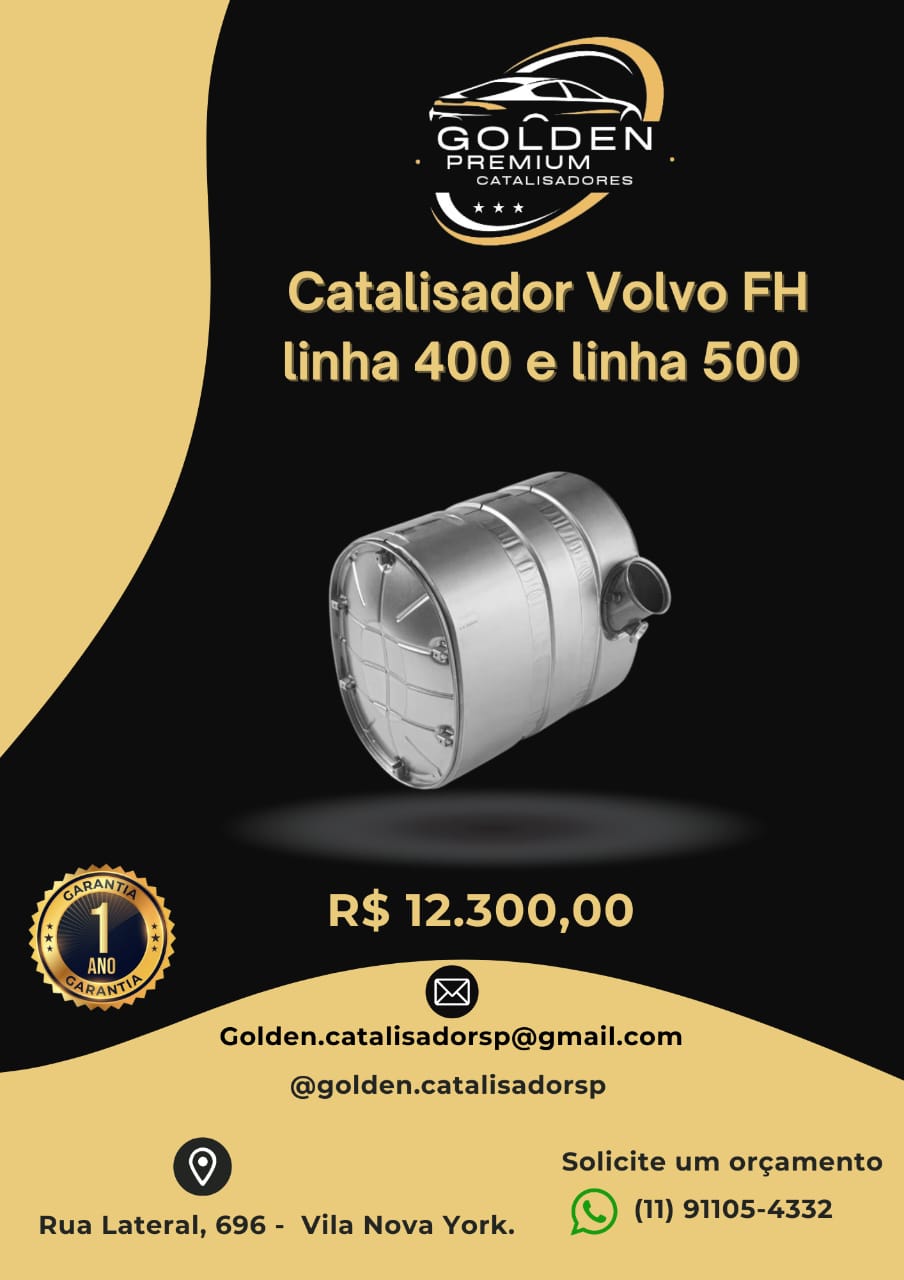 GOLDEN
PREMIUM
CATALISADORES
Catalisador Volvo FH
linha 400 e linha 500
R$ 12.300,00
GARANTIA
1
ANO
GARANTIA
Golden.catalisadorsp@gmail.com
@golden.catalisadorsp
Solicite um orçamento
(11) 91105-4332
Rua Lateral, 696 - Vila Nova York.